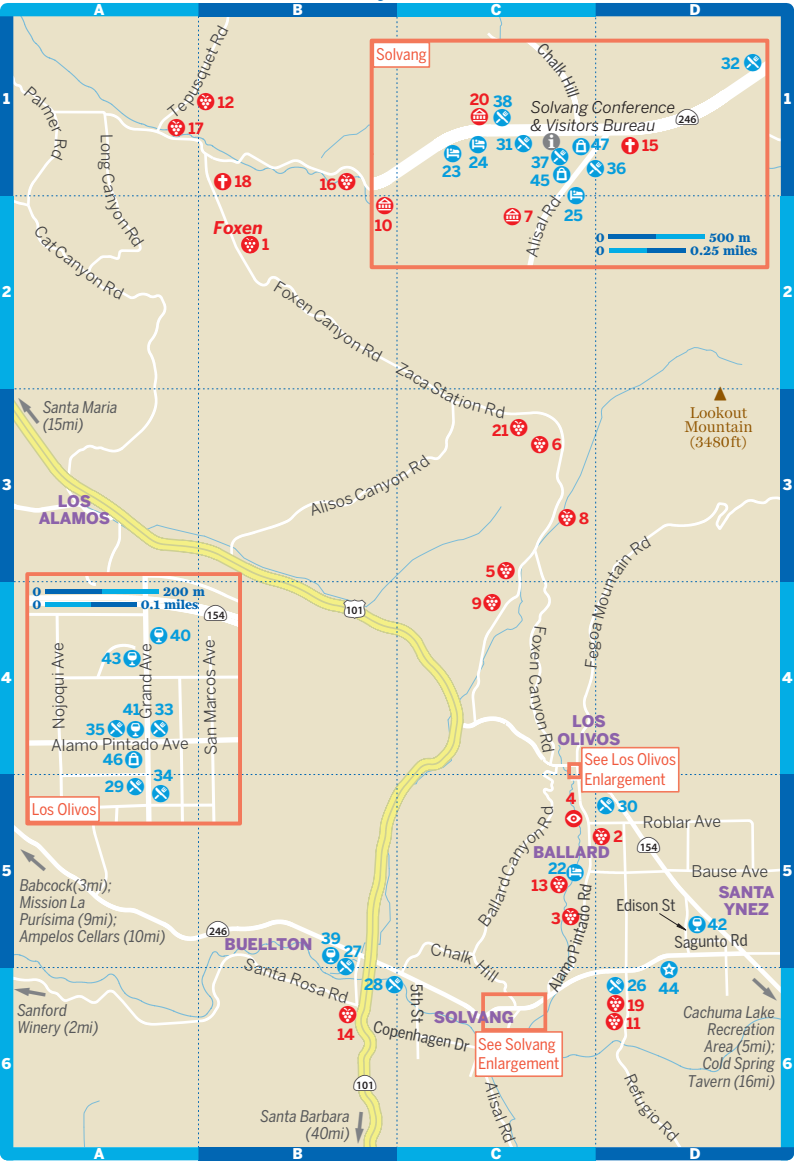 A B C D
1
2
3
4
5
6
Tepusquet Rd
Palmer Rd
Long Canyon Rd
12
17
18
16
Foxen
1
Cat Canyon Rd
Foxen Canyon Rd
Zaca Station Rd
Solvang
Chalk Hill
32
20 38
Solvang Conference
& Visitors Bureau
246
23
24
31
37
45
47
15
36
25
10
7
Alisal Rd
0 500 m
0 0.25 miles
Santa Maria
(15mi)
Lookout
Mountain
(3480ft)
21
6
Alisos Canyon Rd
LOS
ALAMOS
8
5
9
Fegoa Mountain Rd
101
Foxen Canyon Rd
0 200 m
0 0.1 miles
154
40
43
Nojoqui Ave
Grand Ave
San Marcos Ave
41 33
35
Alamo Pintado Ave
46
34
29
Los Olivos
LOS
OLIVOS
See Los Olivos
Enlargement
4
30
Roblar Ave
2
154
BALLARD
Ballard Canyon Rd
22
13
3
Alamo Pintado Rd
Bause Ave
SANTA
YNEZ
Edison St
42
Sagunto Rd
Babcock(3mi);
Mission La
Purísima (9mi);
Ampelos Cellars (10mi)
246
BUELLTON
39
27
28
Santa Rosa Rd
14
5th St
Chalk Hill
SOLVANG
Copenhagen Dr
See Solvang
Enlargement
26
19
11
44
Cachuma Lake
Recreation
Area (5mi);
Cold Spring
Tavern (16mi)
Sanford
Winery (2mi)
101
Santa Barbara
(40mi)
Alisal Rd
Refugio Rd
A B C D
1
2
3
4
5
6